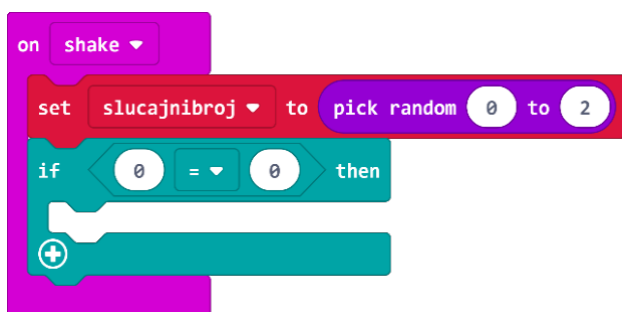 on shake
set slucajnibroj to pick random 0 to 2
if 0 = 0 then